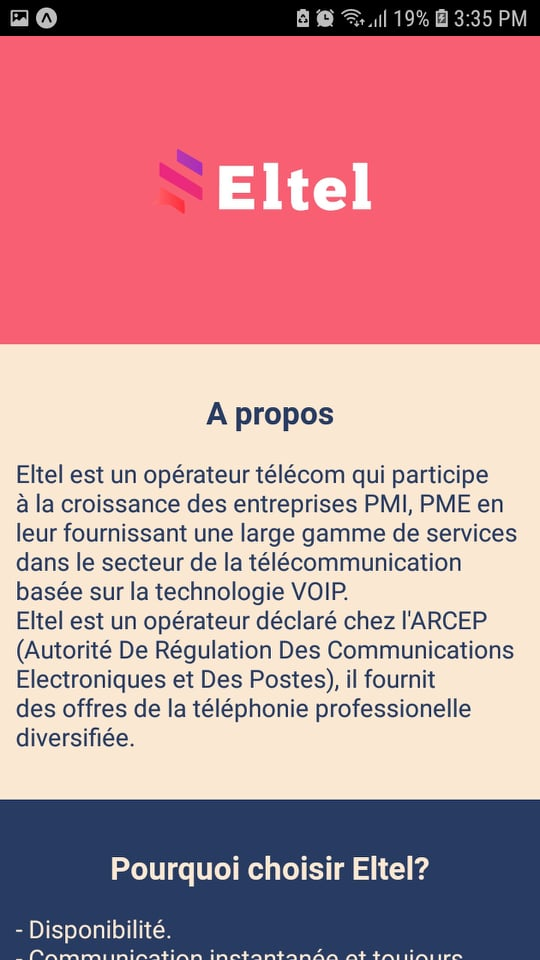 19% 3:35 PM
Eltel
A propos
Eltel est un opérateur télécom qui participe
à la croissance des entreprises PMI, PME en
leur fournissant une large gamme de services
dans le secteur de la télécommunication
basée sur la technologie VOIP.
Eltel est un opérateur déclaré chez l'ARCEP
(Autorité De Régulation Des Communications
Electroniques et Des Postes), il fournit
des offres de la téléphonie professionelle
diversifiée.
Pourquoi choisir Eltel?
- Disponibilité.
- Communication instantanée et toujours